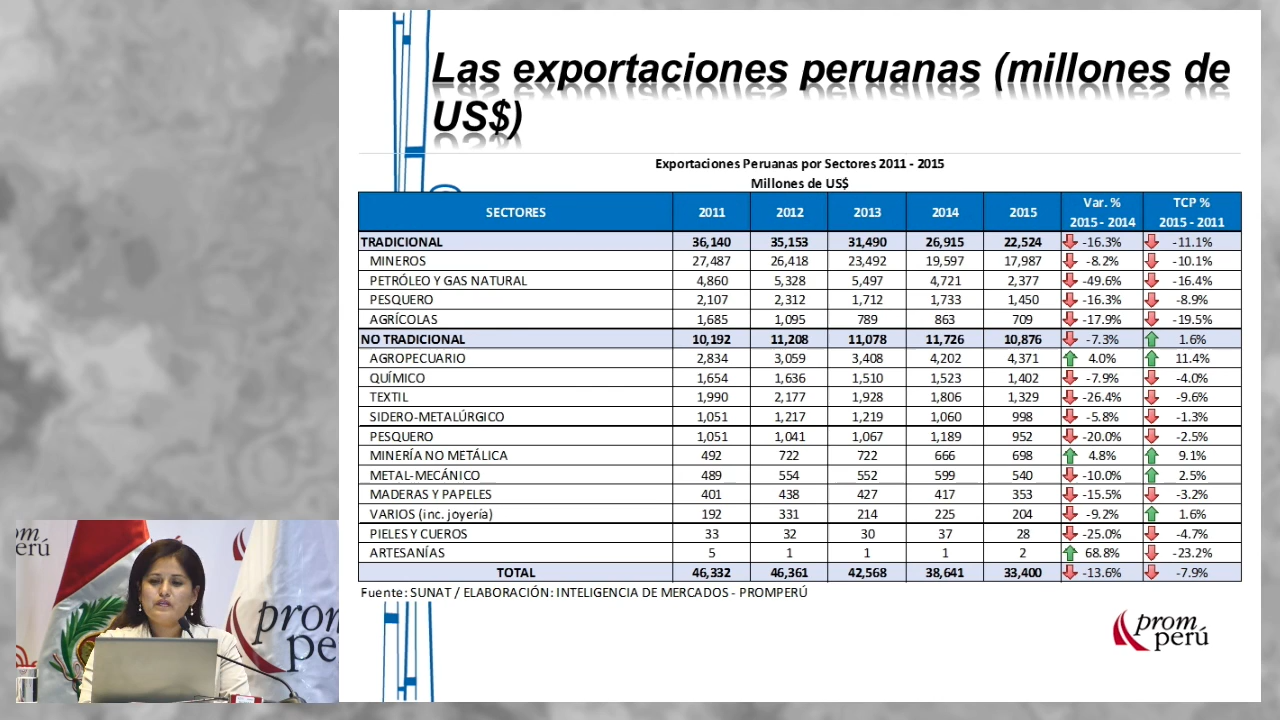 Las exportaciones peruanas (millones de
US$)
Exportaciones Peruanas por Sectores 2011 - 2015
Millones de US$
SECTORES 2011 2012 2013 2014 2015 Var. % 2015 - 2014 TCP % 2015 - 2011
TRADICIONAL 36,140 35,153 31,490 26,915 22,524 -16.3% -11.1%
MINEROS 27,487 26,418 23,492 19,597 17,987 -8.2% -10.1%
PETRÓLEO Y GAS NATURAL 4,860 5,328 5,497 4,721 2,377 -49.6% -16.4%
PESQUERO 2,107 2,312 1,712 1,733 1,450 -16.3% -8.9%
AGRÍCOLAS 1,685 1,095 789 863 709 -17.9% -19.5%
NO TRADICIONAL 10,192 11,208 11,078 11,726 10,876 -7.3% 1.6%
AGROPECUARIO 2,834 3,059 3,408 4,202 4,371 4.0% 11.4%
QUÍMICO 1,654 1,636 1,510 1,523 1,402 -7.9% -4.0%
TEXTIL 1,990 2,177 1,928 1,806 1,329 -26.4% -9.6%
SIDERO-METALÚRGICO 1,051 1,217 1,219 1,060 998 -5.8% -1.3%
PESQUERO 1,051 1,041 1,067 1,189 952 -20.0% -2.5%
MINERÍA NO METÁLICA 492 722 722 666 698 4.8% 9.1%
METAL-MECÁNICO 489 554 552 599 540 -10.0% 2.5%
MADERAS Y PAPELES 401 438 427 417 353 -15.5% -3.2%
VARIOS (inc. joyería) 192 331 214 225 204 -9.2% 1.6%
PIELES Y CUEROS 33 32 30 37 28 -25.0% -4.7%
ARTESANÍAS 5 1 1 1 2 68.8% -23.2%
TOTAL 46,332 46,361 42,568 38,641 33,400 -13.6% -7.9%
Fuente: SUNAT / ELABORACIÓN: INTELIGENCIA DE MERCADOS - PROMPERÚ
prom
perú
om
erú
prom
pe